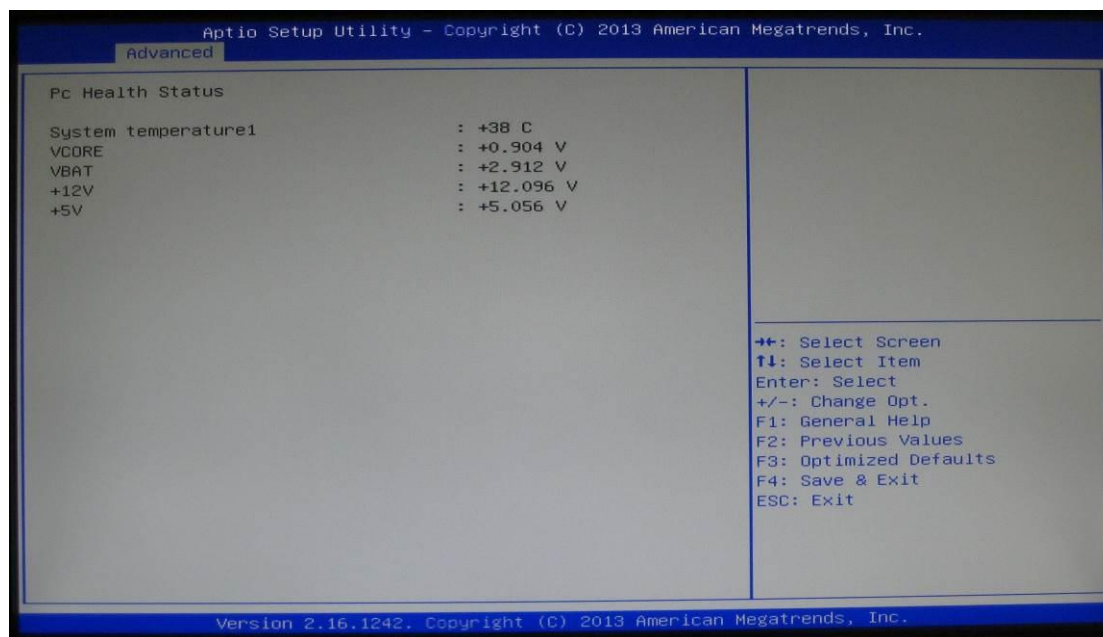 Aptio Setup Utility – Copyright (C) 2013 American Megatrends, Inc.
Advanced
Pc Health Status
System temperature1 : +38 C
VCORE : +0.904 V
VBAT : +2.912 V
+12V : +12.096 V
+5V : +5.056 V
→←: Select Screen
↑↓: Select Item
Enter: Select
+/-: Change Opt.
F1: General Help
F2: Previous Values
F3: Optimized Defaults
F4: Save & Exit
ESC: Exit
Version 2.16.1242. Copyright (C) 2013 American Megatrends, Inc.